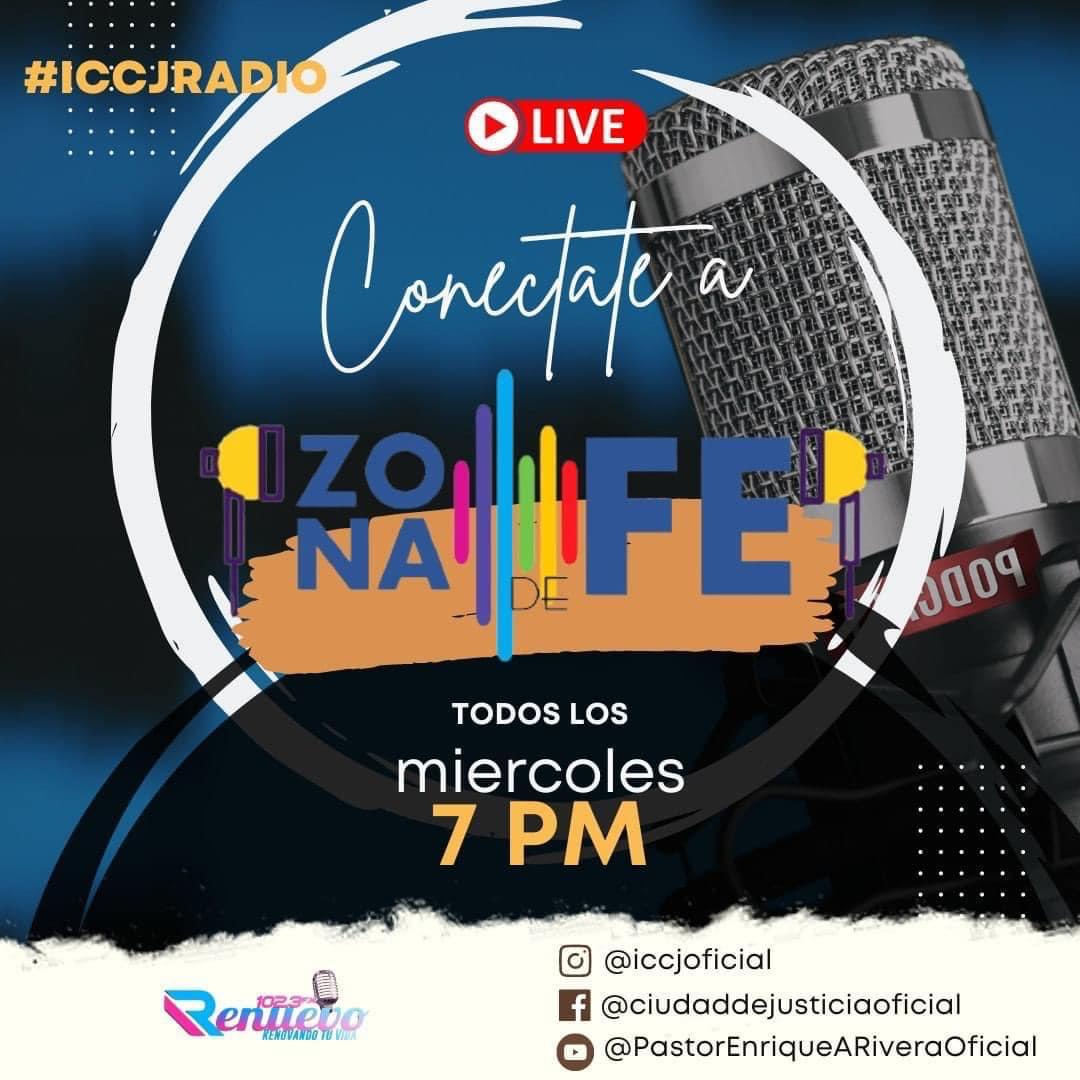 #ICCJRADIO
LIVE
Conectate a
ZO
NA
DE
FE
TODOS LOS
miercoles
7 PM
@iccjoficial
102.3 FM
Renuevo
RENOVANDO TU VIDA
@ciudaddejusticiaoficial
@PastorEnriqueARiveraOficial